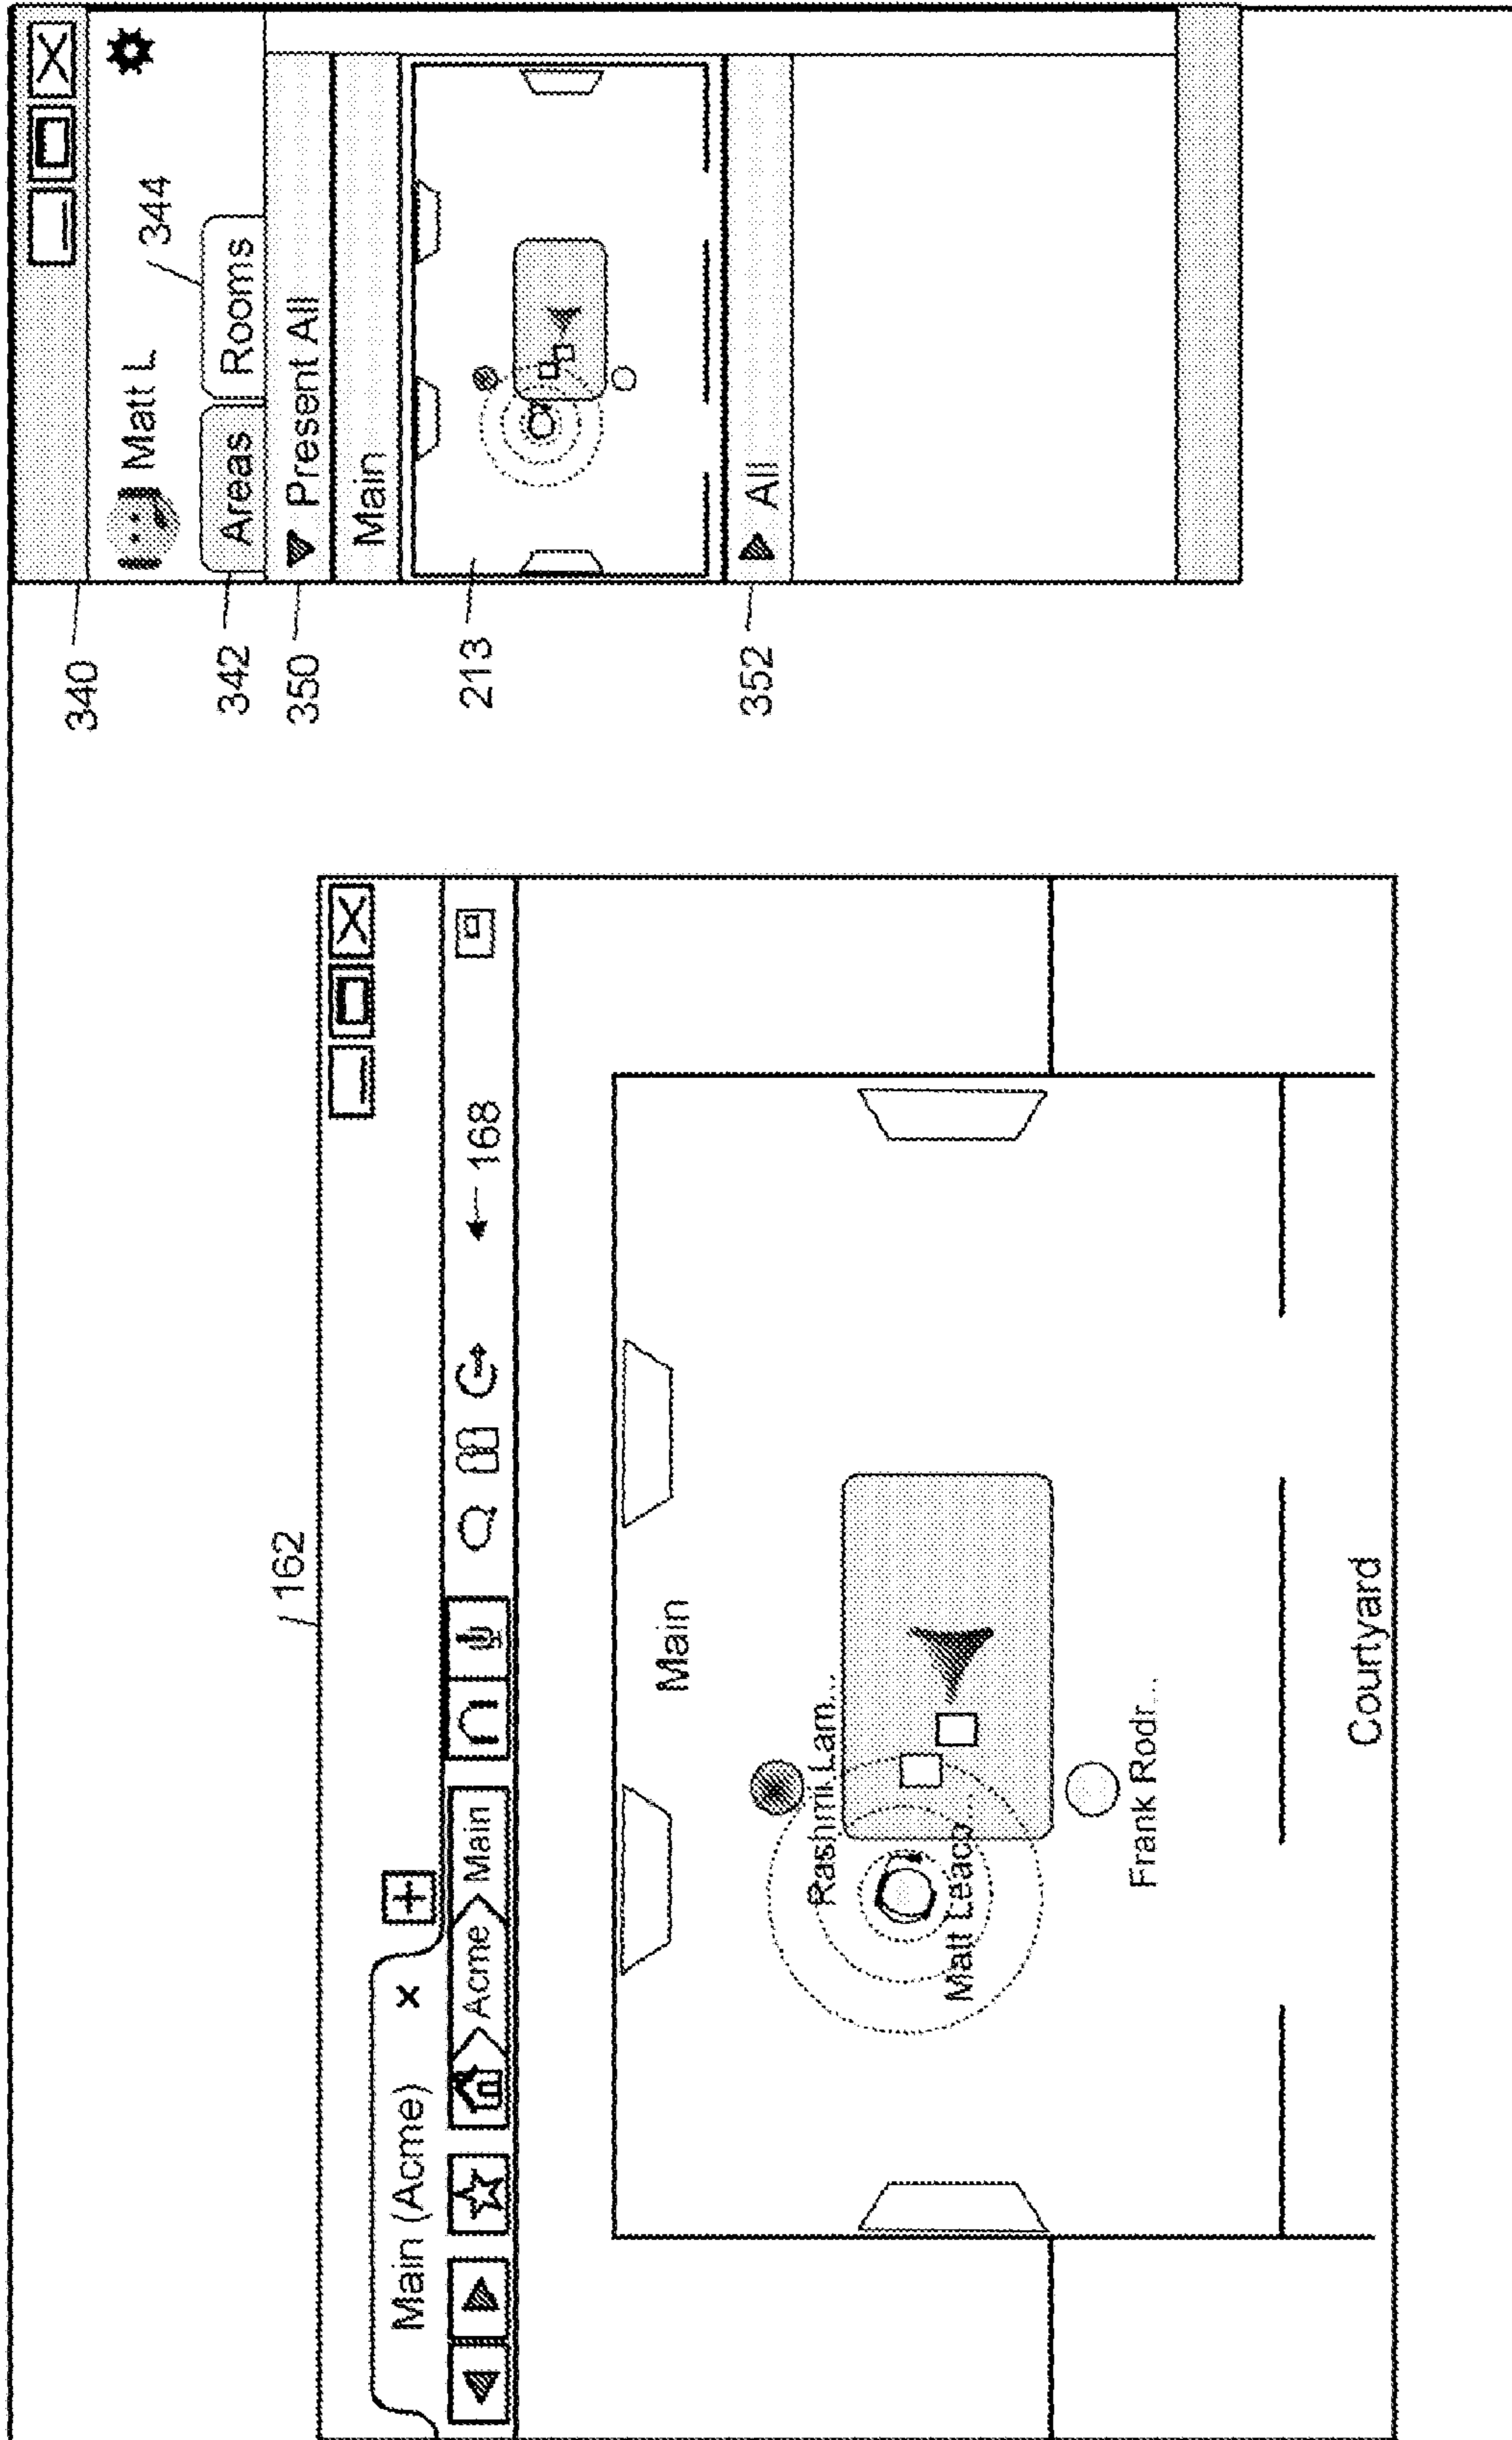 162
Main (Acme) x
Acme Main
168
Main
Rashmi Lam...
Matt Leaco
Frank Rodr...
Courtyard
340
Matt L
344
342
Areas Rooms
350
Present All
Main
213
352
All